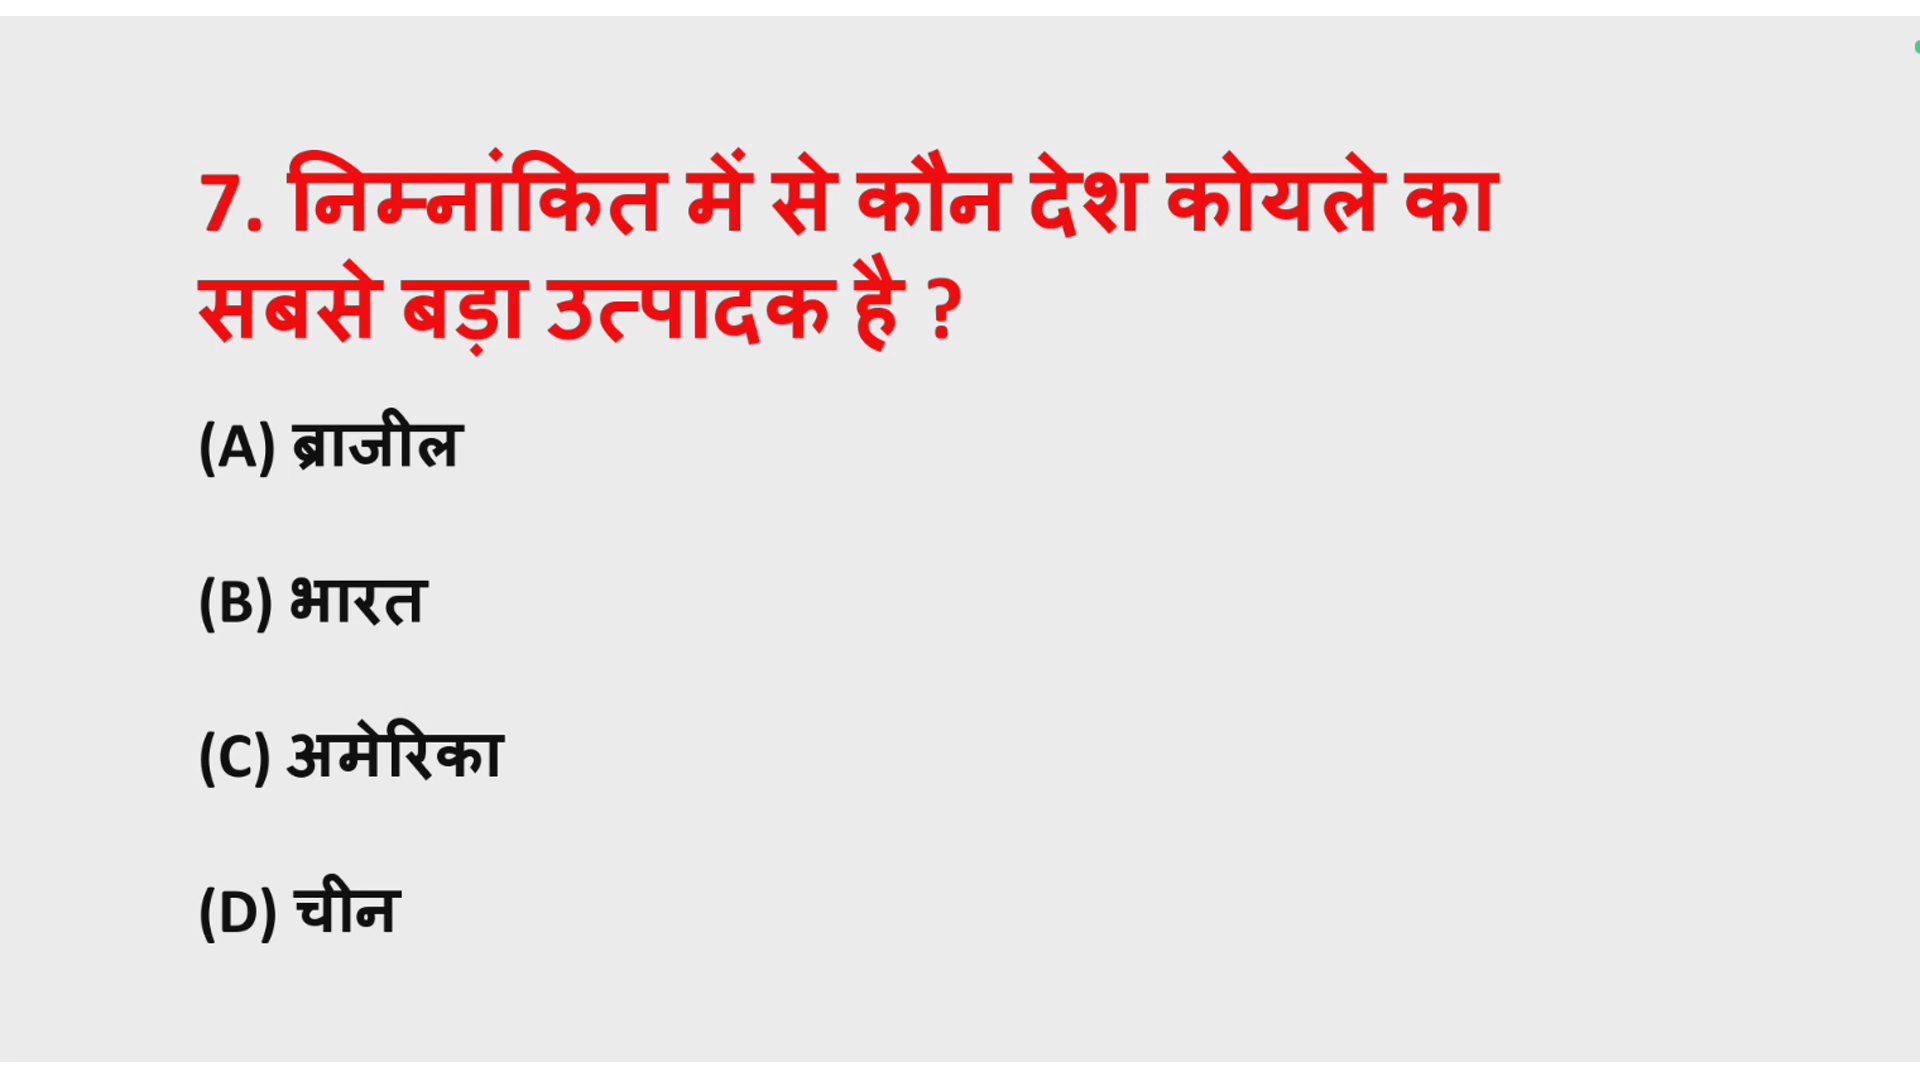 7. निम्नांकित में से कौन देश कोयले का
सबसे बड़ा उत्पादक है ?
(A) ब्राजील
(B) भारत
(C) अमेरिका
(D) चीन